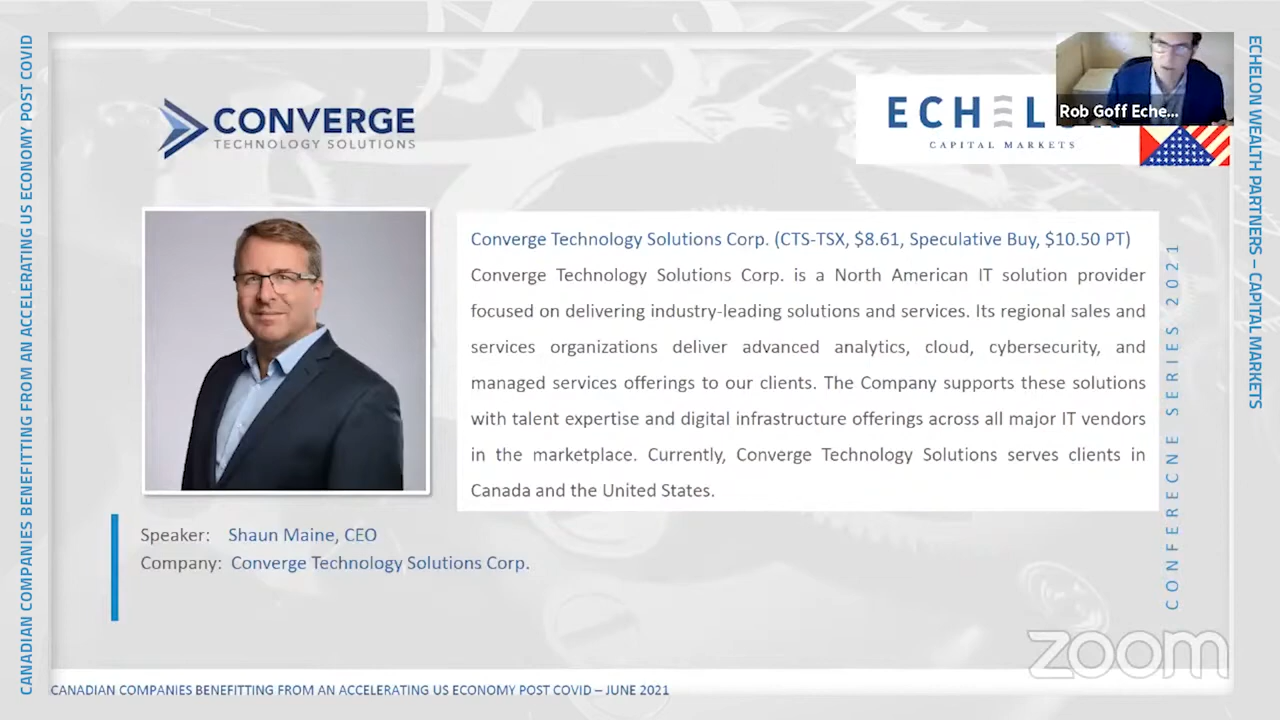 CANADIAN COMPANIES BENEFITTING FROM AN ACCELERATING US ECONOMY POST COVID
CONVERGE
TECHNOLOGY SOLUTIONS
ECHEL
CAPITAL MARKETS
Rob Goff Eche...
ECHELON WEALTH PARTNERS – CAPITAL MARKETS
Converge Technology Solutions Corp. (CTS-TSX, $8.61, Speculative Buy, $10.50 PT)
Converge Technology Solutions Corp. is a North American IT solution provider
focused on delivering industry-leading solutions and services. Its regional sales and
services organizations deliver advanced analytics, cloud, cybersecurity, and
managed services offerings to our clients. The Company supports these solutions
with talent expertise and digital infrastructure offerings across all major IT vendors
in the marketplace. Currently, Converge Technology Solutions serves clients in
Canada and the United States.
CONFERECNE SERIES 2021
Speaker: Shaun Maine, CEO
Company: Converge Technology Solutions Corp.
zoom
CANADIAN COMPANIES BENEFITTING FROM AN ACCELERATING US ECONOMY POST COVID – JUNE 2021